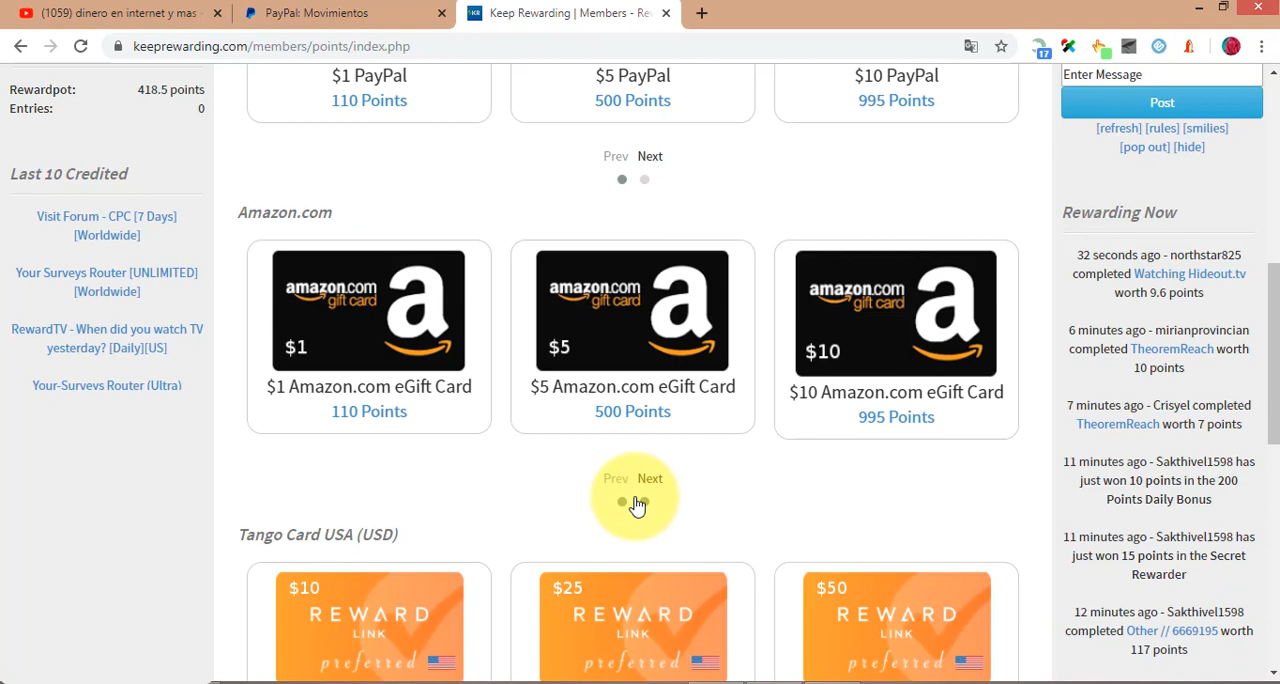 (1059) dinero en internet y mas -
PayPal: Movimientos
Keep Rewarding | Members - Re
keeprewarding.com/members/points/index.php
17
Rewardpot: 418.5 points
Entries: 0
Last 10 Credited
Visit Forum - CPC [7 Days]
[Worldwide]
Your Surveys Router [UNLIMITED]
[Worldwide]
RewardTV - When did you watch TV
yesterday? [Daily][US]
Your-Surveys Router (Ultra)
$1 PayPal
110 Points
$5 PayPal
500 Points
$10 PayPal
995 Points
Prev Next
Amazon.com
amazon.com
gift card
a
$1
$1 Amazon.com eGift Card
110 Points
amazon.com
gift card
a
$5
$5 Amazon.com eGift Card
500 Points
amazon.com
gift card
a
$10
$10 Amazon.com eGift Card
995 Points
Prev Next
Tango Card USA (USD)
$10
REWARD
LINK
preferred
$25
REWARD
LINK
preferred
$50
REWARD
LINK
preferred
Enter Message
Post
[refresh] [rules] [smilies]
[pop out] [hide]
Rewarding Now
32 seconds ago - northstar825
completed Watching Hideout.tv
worth 9.6 points
6 minutes ago - mirianprovincian
completed TheoremReach worth
10 points
7 minutes ago - Crisyel completed
TheoremReach worth 7 points
11 minutes ago - Sakthivel1598 has
just won 10 points in the 200
Points Daily Bonus
11 minutes ago - Sakthivel1598 has
just won 15 points in the Secret
Rewarder
12 minutes ago - Sakthivel1598
completed Other // 6669195 worth
117 points